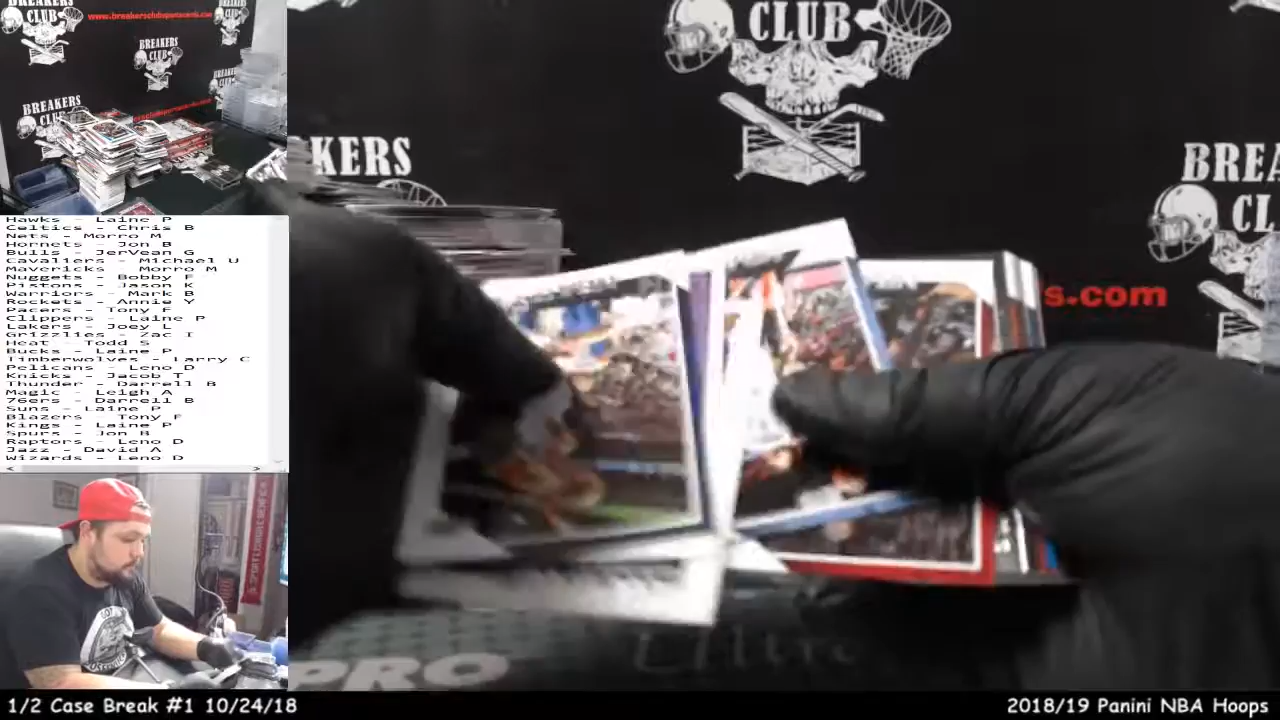 BREAKERS
CLUB
www.breakersclubsportscards.com
BREAKERS
CLUB
BREAKERS
CLUB
CLUB
KERS
BREA
CL
s.com
Hawks - Laine P
Celtics - Chris B
Nets - Morro M
Hornets - Jon B
Bulls - JerVean G
Cavaliers - Michael U
Mavericks - Morro M
Nuggets - Bobby F
Pistons - Jason K
Warriors - Mark B
Rockets - Annie Y
Pacers - Tony F
Clippers - Laine P
Lakers - Joey L
Grizzlies - Zac I
Heat - Todd S
Bucks - Laine P
Timberwolves - Larry C
Pelicans - Leno D
Knicks - Jacob T
Thunder - Darrell B
Magic - Leigh A
76ers - Darrell B
Suns - Laine P
Blazers - Tony F
Kings - Laine P
Spurs - Jon B
Raptors - Leno D
Jazz - David A
Wizards - Leno D
Ultra
PRO
1/2 Case Break #1 10/24/18
2018/19 Panini NBA Hoops